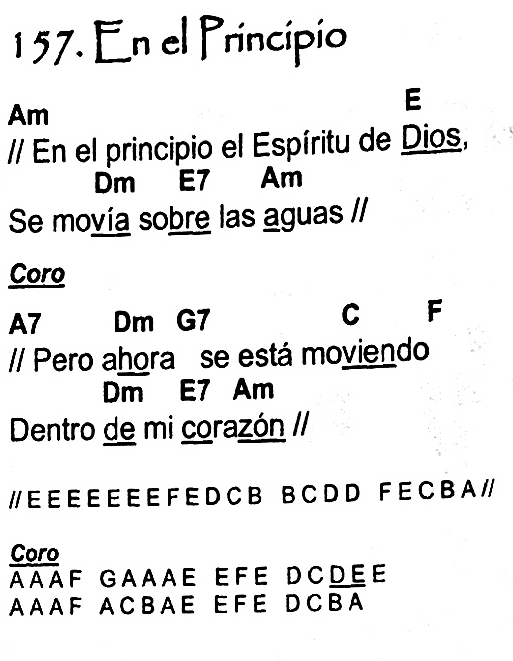 157. En el Principio
Am E
// En el principio el Espíritu de Dios,
Dm E7 Am
Se movía sobre las aguas //
Coro
A7 Dm G7 C F
// Pero ahora se está moviendo
Dm E7 Am
Dentro de mi corazón //
//EEEEEEEFEDCB BCDD FECBA//
Coro
AAAF GAAAE EFE DCDEE
AAAF ACBAE EFE DCBA